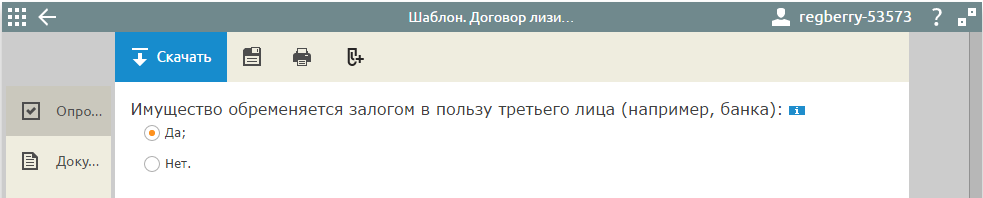 Шаблон. Договор лизи...
regberry-53573
?
Скачать
Опро...
Доку...
Имущество обременяется залогом в пользу третьего лица (например, банка):
Да;
Нет.